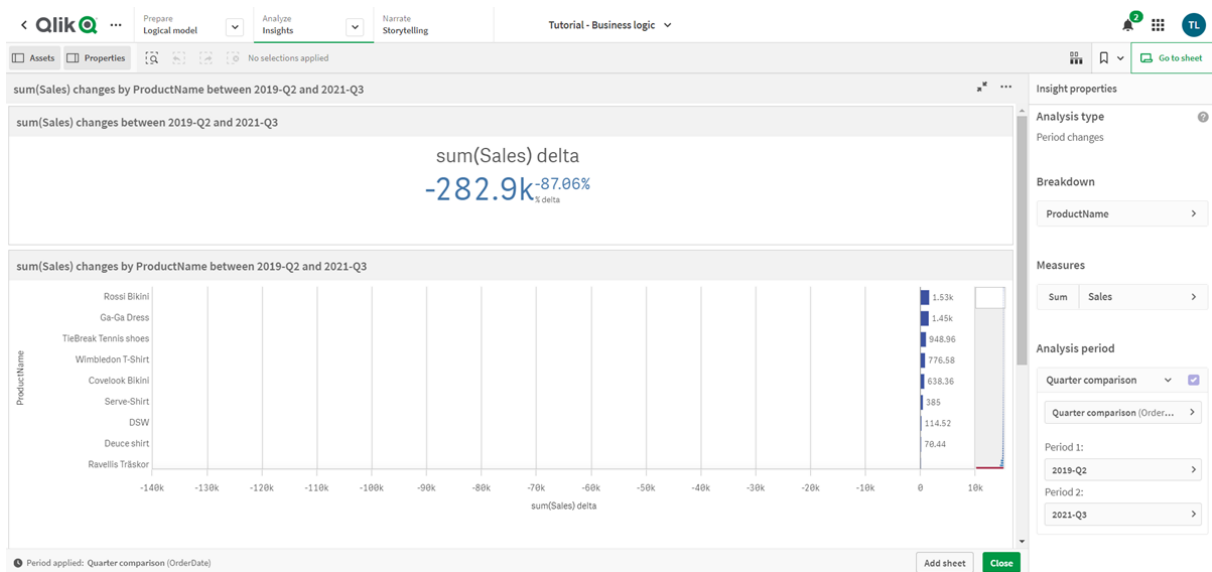 Qlik
Prepare
Logical model
Analyze
Insights
Narrate
Storytelling
Tutorial - Business logic
2
TL
Assets
Properties
No selections applied
Go to sheet
sum(Sales) changes by ProductName between 2019-Q2 and 2021-Q3
sum(Sales) changes between 2019-Q2 and 2021-Q3
sum(Sales) delta
-282.9k
-87.06%
% delta
sum(Sales) changes by ProductName between 2019-Q2 and 2021-Q3
ProductName
Rossi Bikini 1.53k
Ga-Ga Dress 1.45k
TieBreak Tennis shoes 948.96
Wimbledon T-Shirt 776.58
Covelook Bikini 638.36
Serve-Shirt 385
DSW 114.52
Deuce shirt 70.44
Ravellis Träskor
-140k -130k -120k -110k -100k -90k -80k -70k -60k -50k -40k -30k -20k -10k 0 10k
sum(Sales) delta
Period applied: Quarter comparison (OrderDate)
Add sheet
Close
Insight properties
Analysis type
Period changes
Breakdown
ProductName
Measures
Sum Sales
Analysis period
Quarter comparison
Quarter comparison (Order...
Period 1:
2019-Q2
Period 2:
2021-Q3